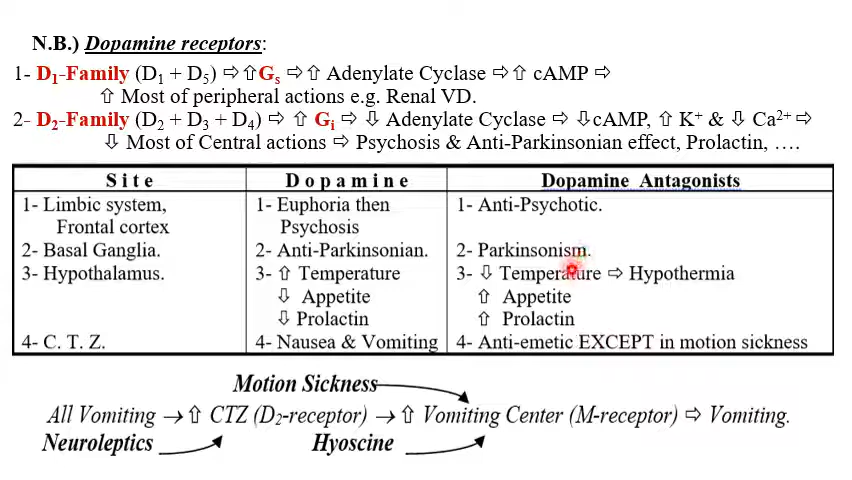 N.B.) Dopamine receptors:
1- D1-Family (D1 + D5) ⇨⇧Gs ⇨⇧ Adenylate Cyclase ⇨⇧ cAMP ⇨
⇧ Most of peripheral actions e.g. Renal VD.
2- D2-Family (D2 + D3 + D4) ⇨ ⇧ Gi ⇨ ⇩ Adenylate Cyclase ⇨ ⇩cAMP, ⇧ K+ & ⇩ Ca2+ ⇨
⇩ Most of Central actions ⇨ Psychosis & Anti-Parkinsonian effect, Prolactin, ….
Site Dopamine Dopamine Antagonists
1- Limbic system, 1- Euphoria then 1- Anti-Psychotic.
Frontal cortex Psychosis
2- Basal Ganglia. 2- Anti-Parkinsonian. 2- Parkinsonism.
3- Hypothalamus. 3- ⇧ Temperature 3- ⇩ Temperature ⇨ Hypothermia
⇩ Appetite ⇧ Appetite
⇩ Prolactin ⇧ Prolactin
4- C. T. Z. 4- Nausea & Vomiting 4- Anti-emetic EXCEPT in motion sickness
Motion Sickness
All Vomiting → ⇧ CTZ (D2-receptor) → ⇧ Vomiting Center (M-receptor) ⇨ Vomiting.
Neuroleptics Hyoscine